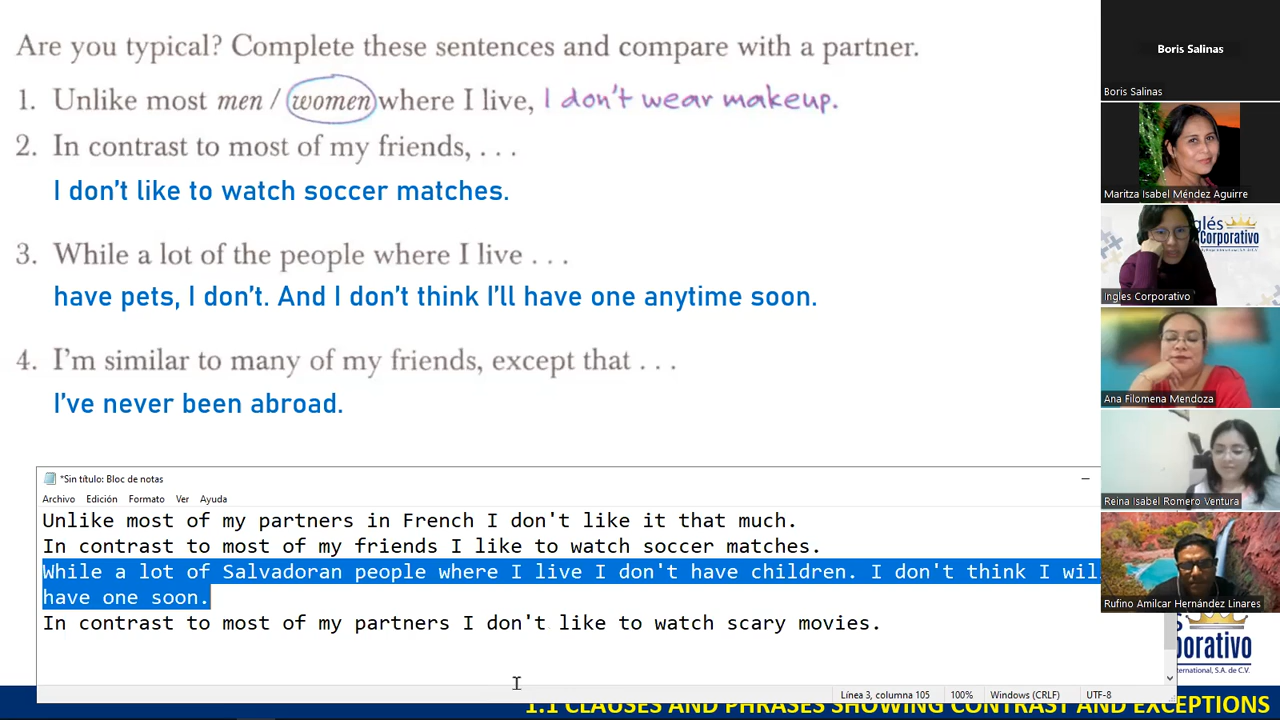 Are you typical? Complete these sentences and compare with a partner.
1. Unlike most men / women where I live, I don't wear makeup.
2. In contrast to most of my friends, . . .
I don't like to watch soccer matches.
3. While a lot of the people where I live . . .
have pets, I don't. And I don't think I'll have one anytime soon.
4. I'm similar to many of my friends, except that . . .
I've never been abroad.
*Sin título: Bloc de notas
Archivo Edición Formato Ver Ayuda
Unlike most of my partners in French I don't like it that much.
In contrast to most of my friends I like to watch soccer matches.
While a lot of Salvadoran people where I live I don't have children. I don't think I wil
have one soon.
In contrast to most of my partners I don't like to watch scary movies.
Línea 3, columna 105 100% Windows (CRLF) UTF-8
1.1 CLAUSES AND PHRASES SHOWING CONTRAST AND EXCEPTIONS
Boris Salinas
Boris Salinas
Maritza Isabel Méndez Aguirre
glés
Corporativo
Ingles Corporativo
Ana Filomena Mendoza
Reina Isabel Romero Ventura
Rufino Amilcar Hernández Linares
porativo